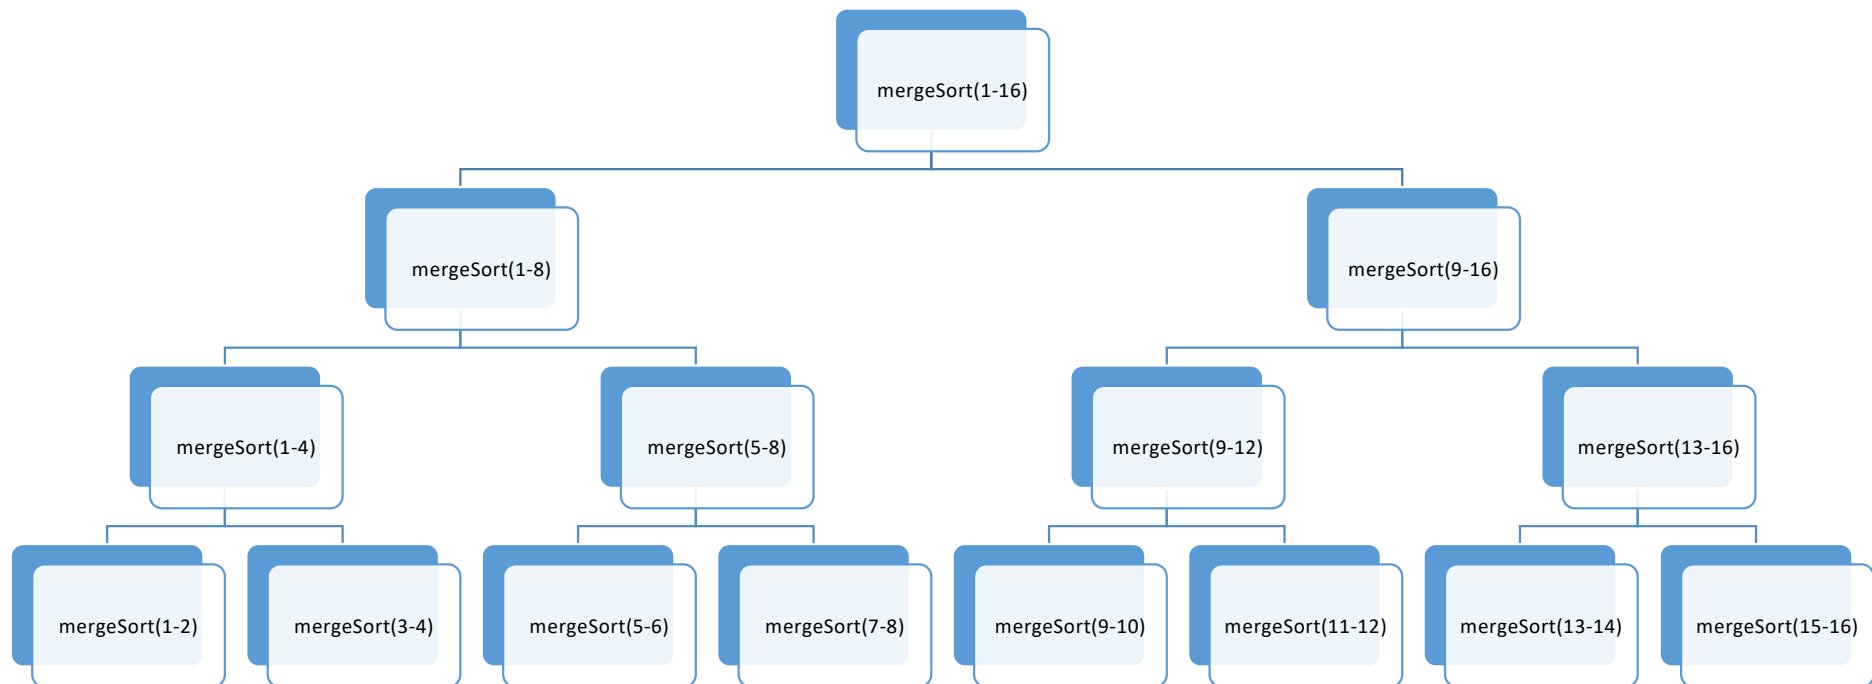 mergeSort(1-16)
mergeSort(1-8)
mergeSort(9-16)
mergeSort(1-4)
mergeSort(5-8)
mergeSort(9-12)
mergeSort(13-16)
mergeSort(1-2)
mergeSort(3-4)
mergeSort(5-6)
mergeSort(7-8)
mergeSort(9-10)
mergeSort(11-12)
mergeSort(13-14)
mergeSort(15-16)